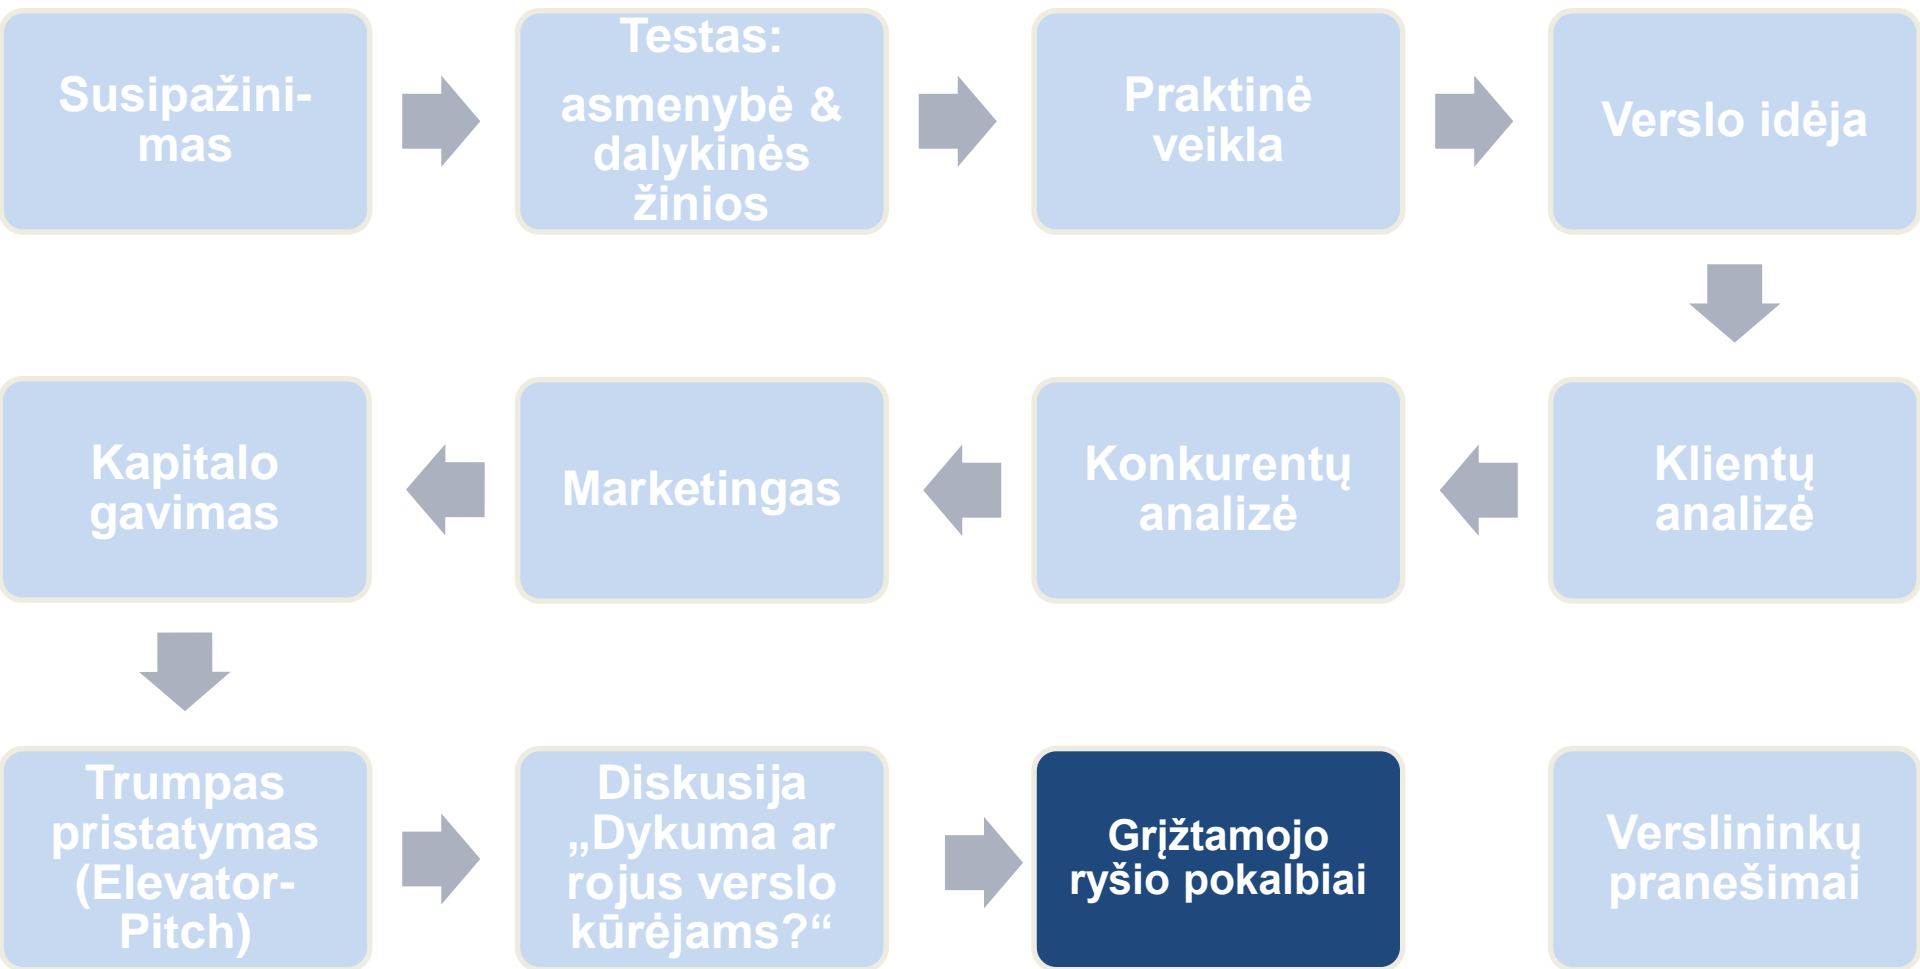 Susipažini-
mas
Testas:
asmenybė &
dalykinės
žinios
Praktinė
veikla
Verslo idėja
Kapitalo
gavimas
Marketingas
Konkurentų
analizė
Klientų
analizė
Trumpas
pristatymas
(Elevator-
Pitch)
Diskusija
„Dykuma ar
rojus verslo
kūrėjams?“
Grįžtamojo
ryšio pokalbiai
Verslininkų
pranešimai